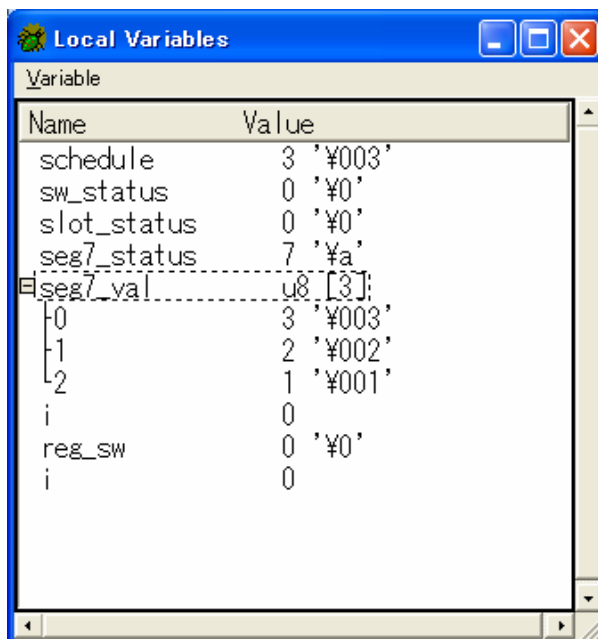 Local Variables
Variable
Name Value
schedule 3 '¥003'
sw_status 0 '¥0'
slot_status 0 '¥0'
seg7_status 7 '¥a'
seg7_val u8 [3]
0 3 '¥003'
1 2 '¥002'
2 1 '¥001'
i 0
reg_sw 0 '¥0'
i 0